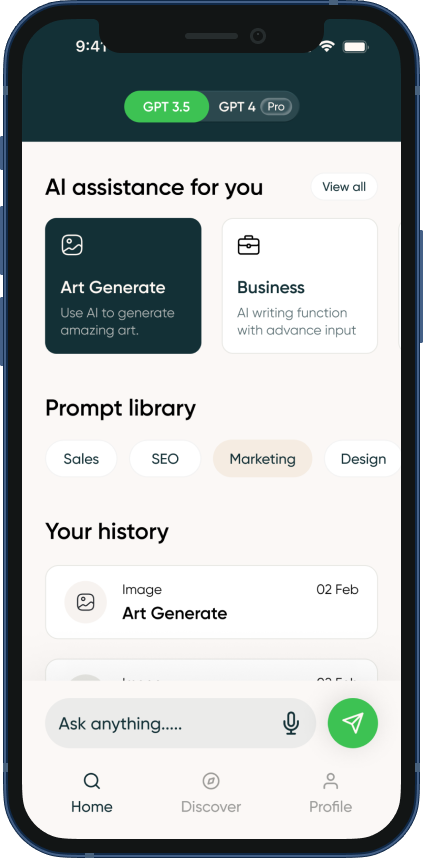 9:41
GPT 3.5 GPT 4 Pro
AI assistance for you View all
Art Generate
Use AI to generate
amazing art.
Business
AI writing function
with advance input
Prompt library
Sales SEO Marketing Design
Your history
Image 02 Feb
Art Generate
Ask anything.....
Home Discover Profile